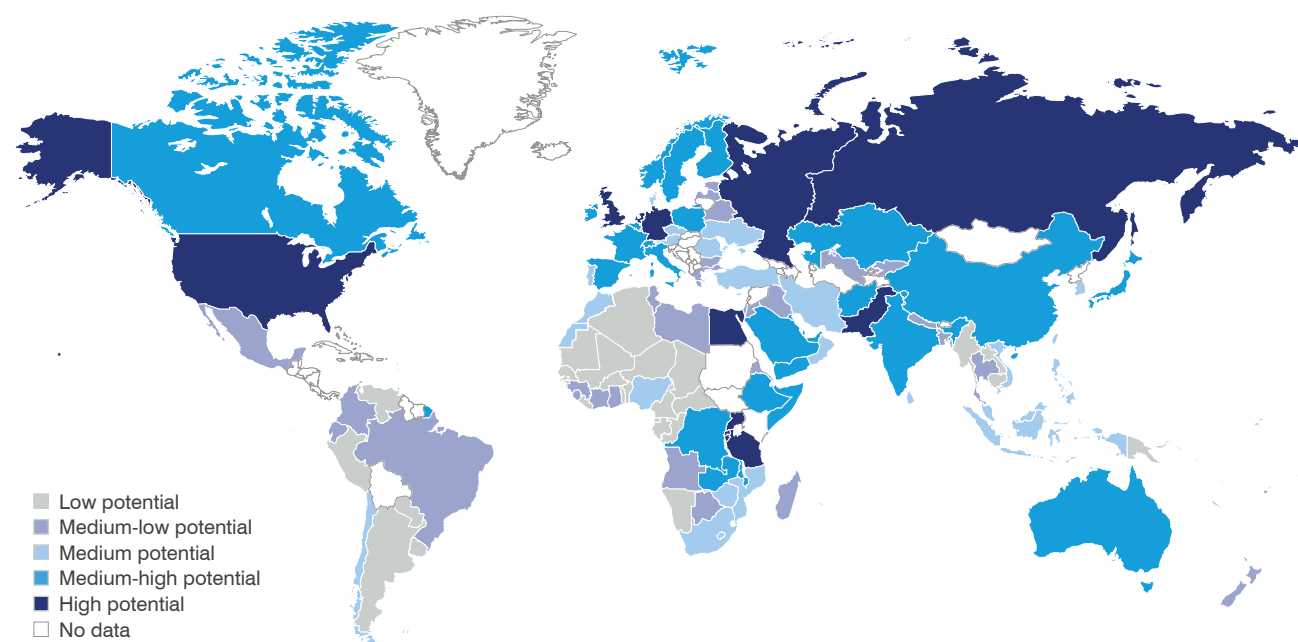 Low potential
Medium-low potential
Medium potential
Medium-high potential
High potential
No data